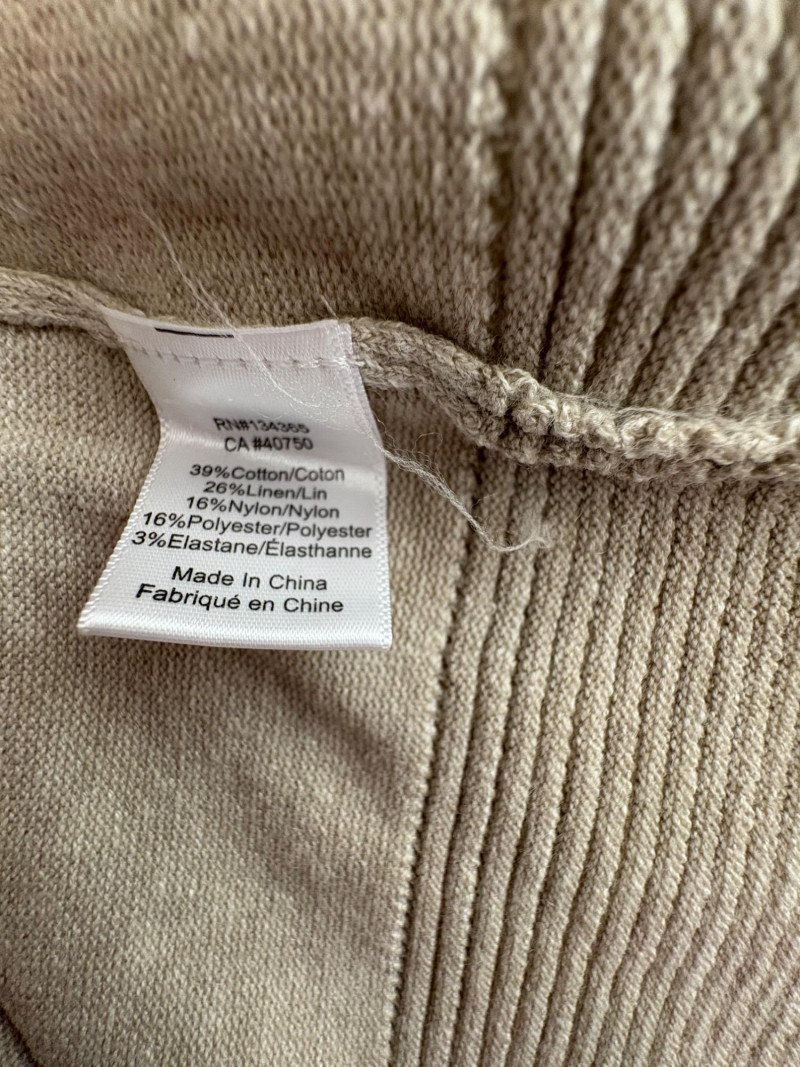 RN#134365
CA #40750
39%Cotton/Coton
26%Linen/Lin
16%Nylon/Nylon
16%Polyester/Polyester
3%Elastane/Élasthanne
Made In China
Fabriqué en Chine